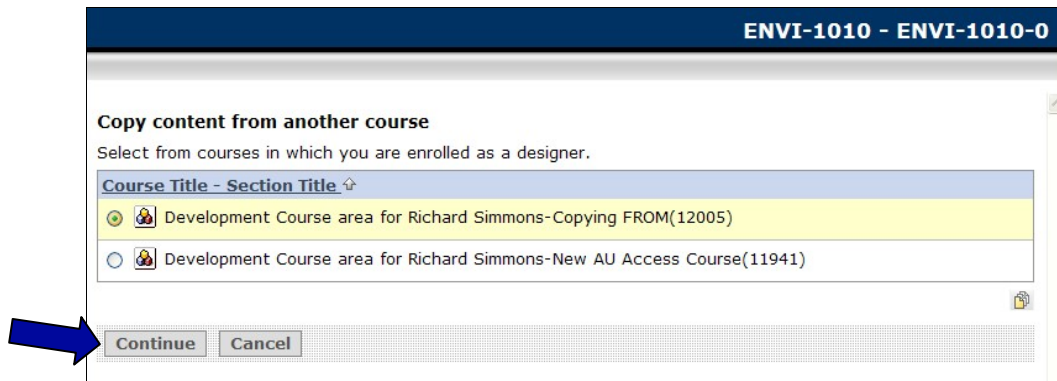 ENVI-1010 - ENVI-1010-0
Copy content from another course
Select from courses in which you are enrolled as a designer.
Course Title - Section Title
Development Course area for Richard Simmons-Copying FROM(12005)
Development Course area for Richard Simmons-New AU Access Course(11941)
Continue Cancel